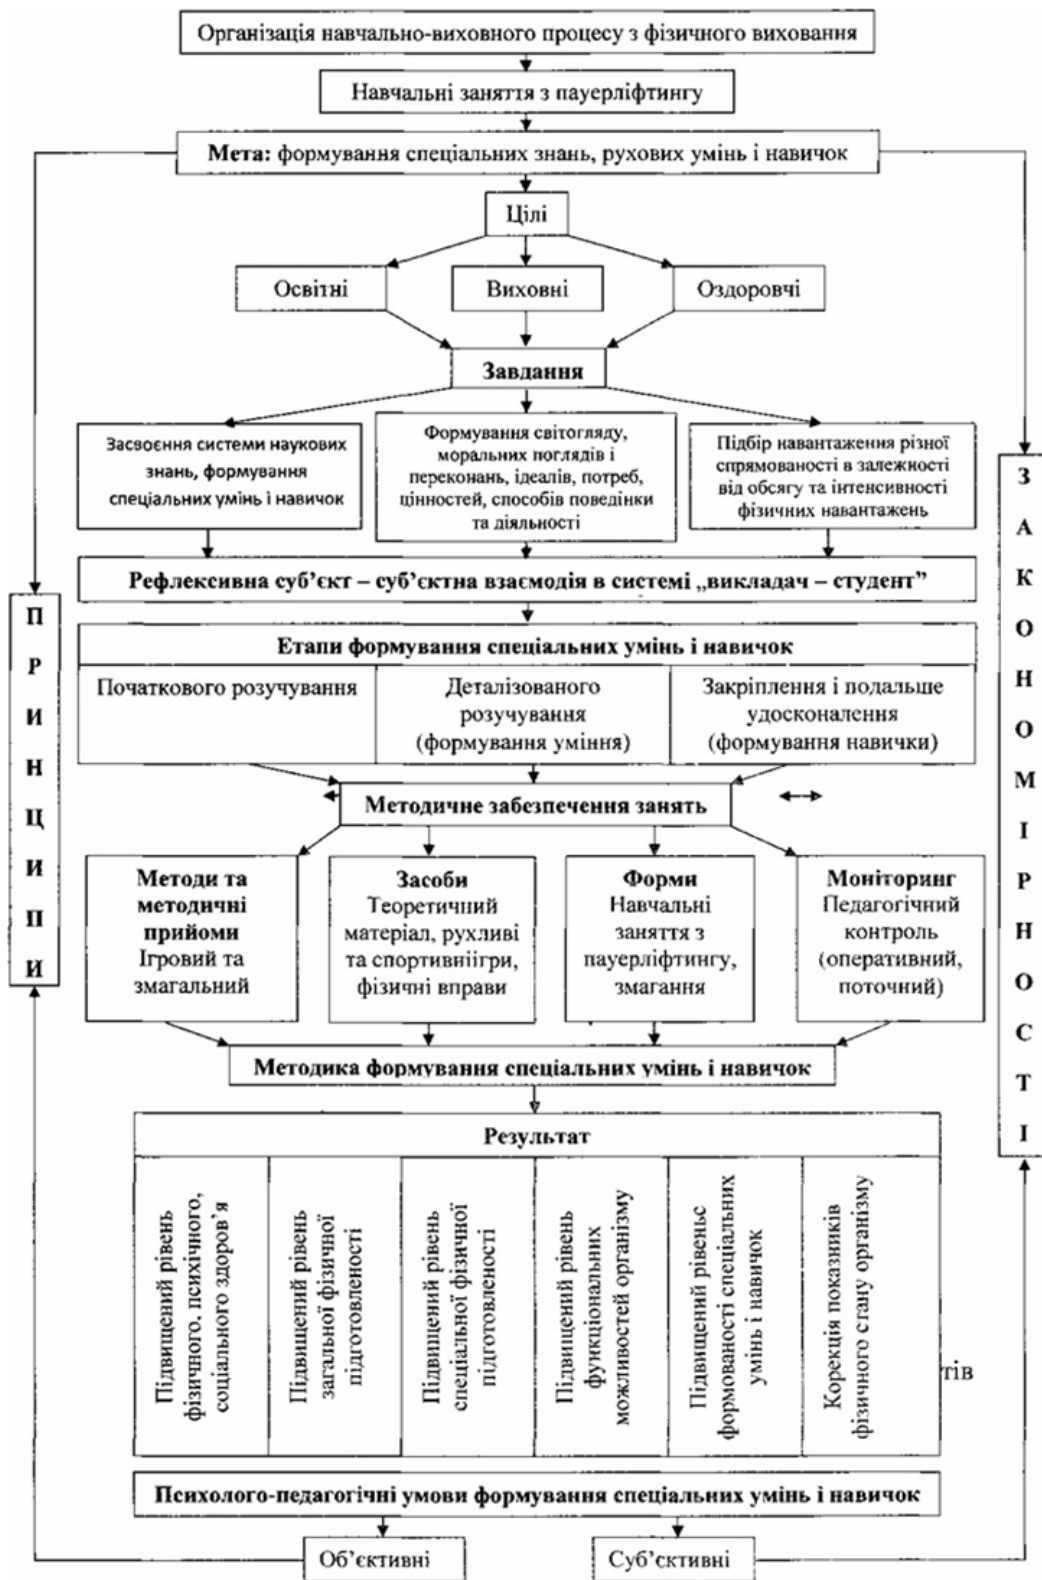 Організація навчально-виховного процесу з фізичного виховання
Навчальні заняття з пауерліфтингу
Мета: формування спеціальних знань, рухових умінь і навичок
Цілі
Освітні
Виховні
Оздоровчі
Завдання
Засвоєння системи наукових
знань, формування
спеціальних умінь і навичок
Формування світогляду,
моральних поглядів і
переконань, ідеалів, потреб,
цінностей, способів поведінки
та діяльності
Підбір навантаження різної
спрямованості в залежності
від обсягу та інтенсивності
фізичних навантажень
Рефлексивна суб’єкт – суб’єктна взаємодія в системі „викладач – студент”
ПРИНЦИПИ
ЗАКОНОМІРНОСТІ
Етапи формування спеціальних умінь і навичок
Початкового розучування
Деталізованого
розучування
(формування уміння)
Закріплення і подальше
удосконалення
(формування навички)
Методичне забезпечення занять
Методи та
методичні
прийоми
Ігровий та
змагальний
Засоби
Теоретичний
матеріал, рухливі
та спортивніігри,
фізичні вправи
Форми
Навчальні
заняття з
пауерліфтингу,
змагання
Моніторинг
Педагогічний
контроль
(оперативний,
поточний)
Методика формування спеціальних умінь і навичок
Результат
Підвищений рівень
фізичного. психічного,
соціального здоров’я
Підвищений рівень
загальної фізичної
підготовленості
Підвищений рівень
спеціальної фізичної
підготовленості
Підвищений рівень
функціональних
можливостей організму
Підвищений рівеньс
формованості спеціальних
умінь і навичок
Корекція показників
фізичного стану організму
тів
Психолого-педагогічні умови формування спеціальних умінь і навичок
Об’єктивні
Суб’єктивні